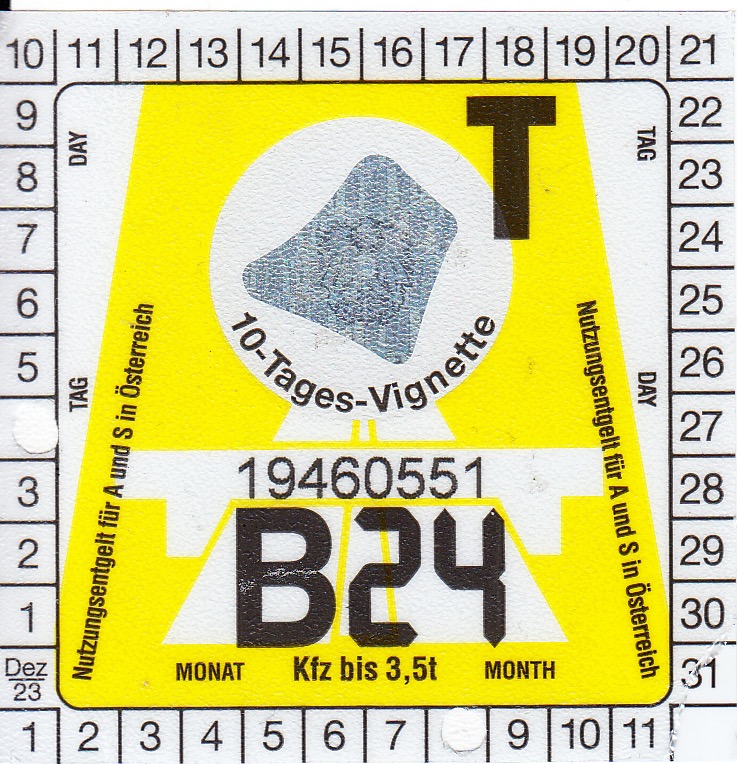 10 11 12 13 14 15 16 17 18 19 20 21
9 22
8 23
7 24
6 25
5 26
27
3 28
2 29
1 30
Dez
23
31
1 2 3 4 5 6 7 9 10 11
DAY
TAG
T
TAG
DAY
Nutzungsentgelt für A und S in Österreich
Nutzungsentgelt für A und S in Österreich
10-Tages-Vignette
19460551
B24
MONAT Kfz bis 3,5t MONTH